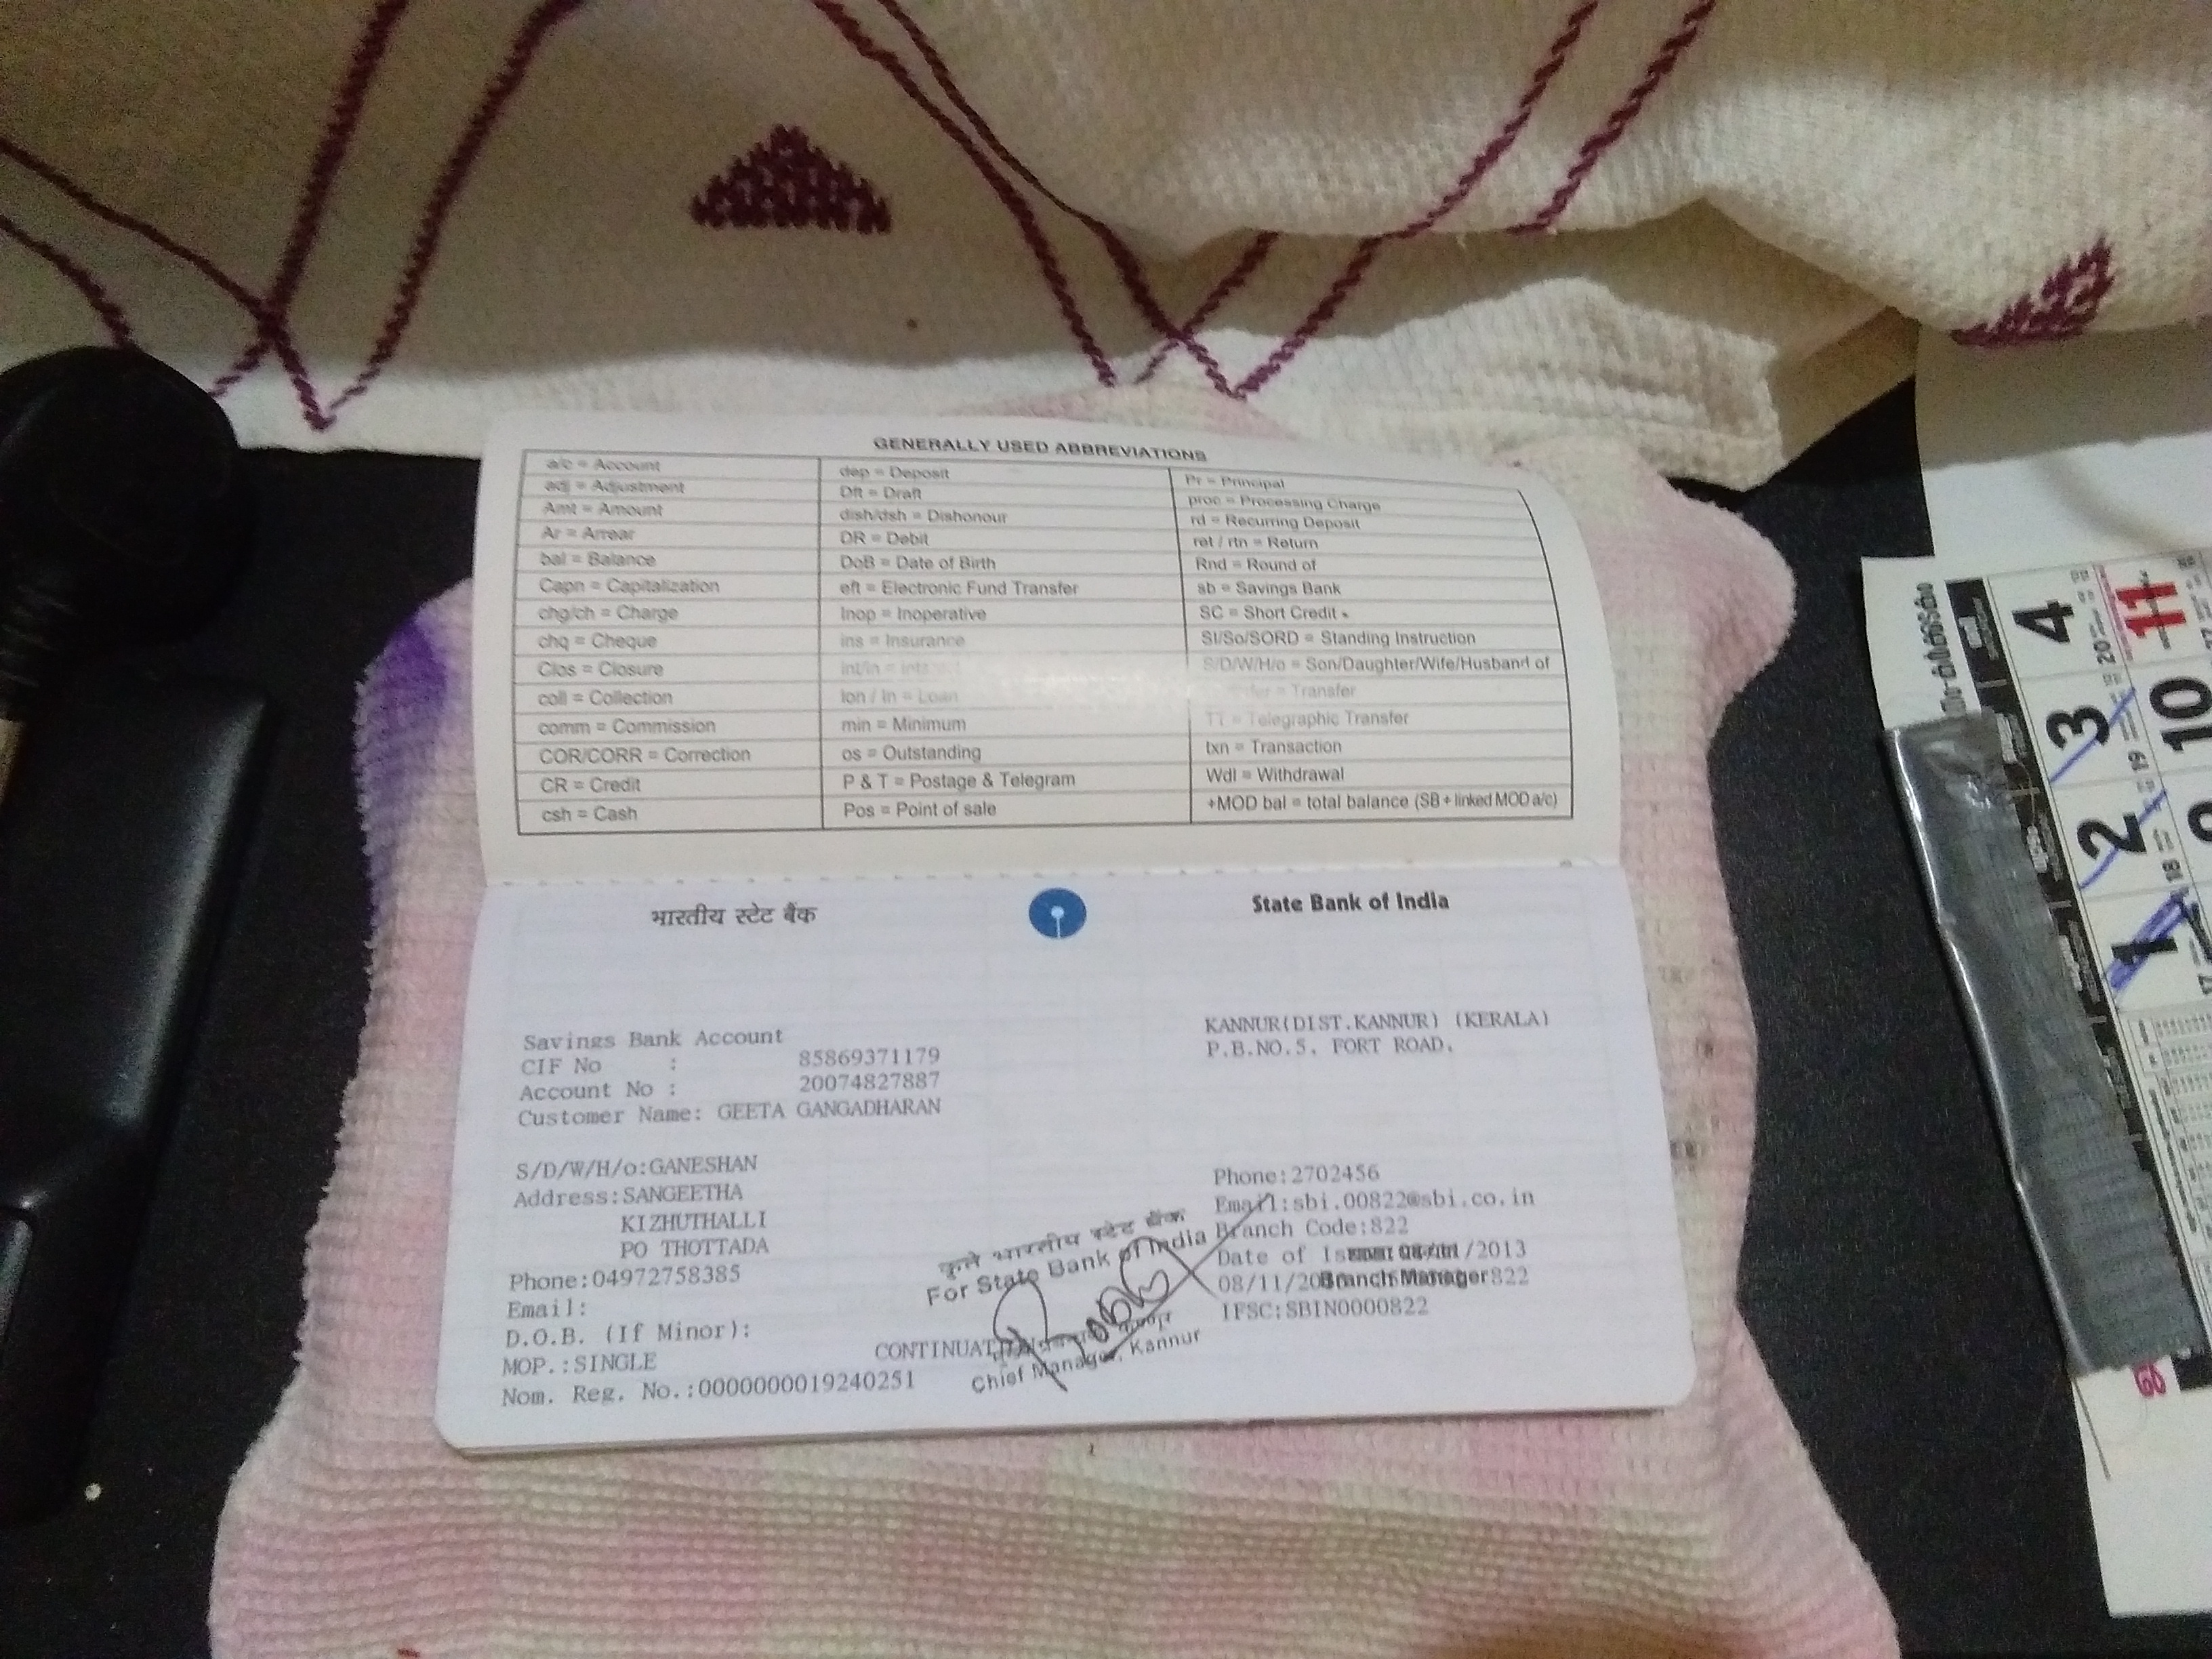 GENERALLY USED ABBREVIATIONS
a/c = Account
adj = Adjustment
Amt = Amount
Ar = Arrear
bal = Balance
Capn = Capitalization
chg/ch = Charge
chq = Cheque
Clos = Closure
coll = Collection
comm = Commission
COR/CORR = Correction
CR = Credit
csh = Cash
dep = Deposit
Dft = Draft
dish/dsh = Dishonour
DR = Debit
DoB = Date of Birth
eft = Electronic Fund Transfer
Inop = Inoperative
ins = Insurance
int/in =
lon / ln = Loan
min = Minimum
os = Outstanding
P & T = Postage & Telegram
Pos = Point of sale
Pr = Principal
proc = Processing Charge
rd = Recurring Deposit
ret / rtn = Return
Rnd = Round of
sb = Savings Bank
SC = Short Credit
SI/So/SORD = Standing Instruction
S/D/W/H/o = Son/Daughter/Wife/Husband of
= Transfer
TT = Telegraphic Transfer
txn = Transaction
Wdl = Withdrawal
+MOD bal = total balance (SB + linked MOD a/c)
भारतीय स्टेट बैंक
State Bank of India
Savings Bank Account
CIF No : 85869371179
Account No : 20074827887
Customer Name: GEETA GANGADHARAN
S/D/W/H/o:GANESHAN
Address:SANGEETHA
KIZHUTHALLI
PO THOTTADA
Phone:04972758385
Email:
D.O.B. (If Minor):
MOP.:SINGLE
Nom. Reg. No.:0000000019240251
KANNUR(DIST.KANNUR) (KERALA)
P.B.NO.5, FORT ROAD,
Phone:2702456
Email:sbi.00822@sbi.co.in
Branch Code:822
Date of /2013
08/11/ Branch Manager 822
IFSC:SBIN0000822
कृते भारतीय स्टेट बैंक
For State Bank of India
Chief Manager, Kannur
4
11
3
20
10
2
19
1
18
17